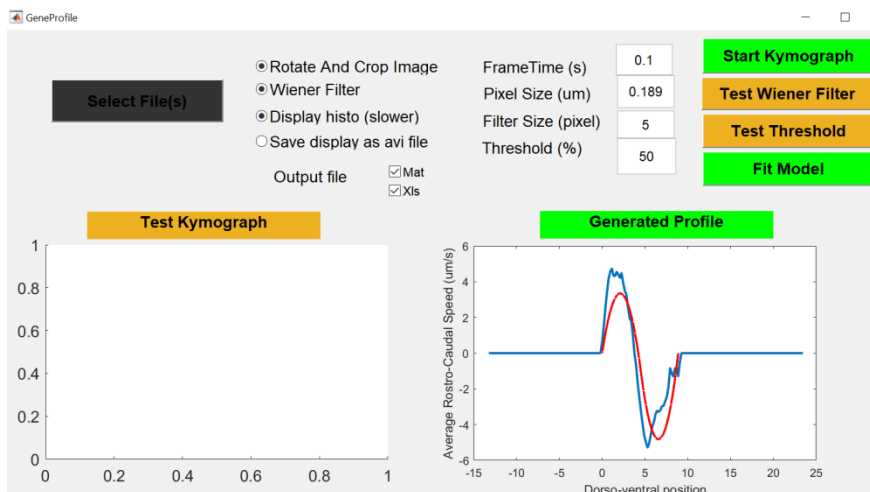 GeneProfile
Select File(s)
Rotate And Crop Image
Wiener Filter
Display histo (slower)
Save display as avi file
Output file
Mat
Xls
FrameTime (s)
0.1
Pixel Size (um)
0.189
Filter Size (pixel)
5
Threshold (%)
50
Start Kymograph
Test Wiener Filter
Test Threshold
Fit Model
Test Kymograph
1
0.8
0.6
0.4
0.2
0
0 0.2 0.4 0.6 0.8 1
Generated Profile
Average Rostro-Caudal Speed (um/s)
6
4
2
0
-2
-4
-6
-15 -10 -5 0 5 10 15 20 25
Dorso-ventral position